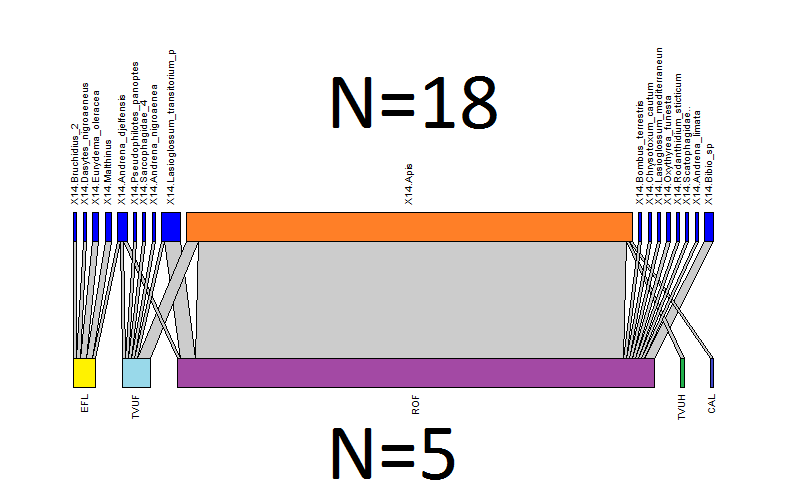 N=18
X14.Bruchidius_2
X14.Dasytes_nigroaeneus
X14.Eurydema_oleracea
X14.Malthinus
X14.Andrena_djelfensis
X14.Pseudophilotes_panoptes
X14.Sarcophagidae_4
X14.Andrena_nigroaenea
X14.Lasioglossum_transitorium_p
X14.Apis
X14.Bombus_terrestris
X14.Chrysotoxum_cautum
X14.Lasioglossum_mediterraneun
X14.Oxythyrea_funesta
X14.Rodanthidium_sticticum
X14.Scatophagidae..
X14.Andrena_limata
X14.Bibio_sp
EFL
TVUF
ROF
TVUH
CAL
N=5